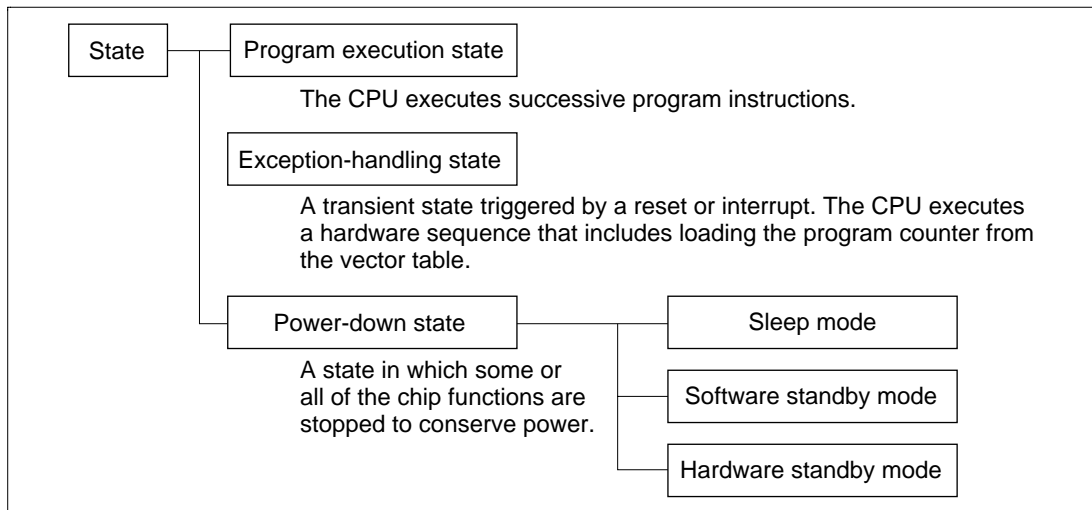 State
Program execution state
The CPU executes successive program instructions.
Exception-handling state
A transient state triggered by a reset or interrupt. The CPU executes
a hardware sequence that includes loading the program counter from
the vector table.
Power-down state
A state in which some or
all of the chip functions are
stopped to conserve power.
Sleep mode
Software standby mode
Hardware standby mode